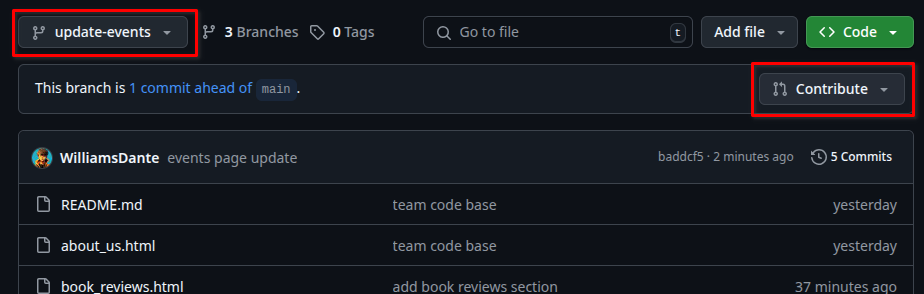 update-events 3 Branches 0 Tags Go to file t Add file Code
This branch is 1 commit ahead of main.
Contribute
WilliamsDante events page update baddcf5 · 2 minutes ago 5 Commits
README.md team code base yesterday
about_us.html team code base yesterday
book_reviews.html add book reviews section 37 minutes ago